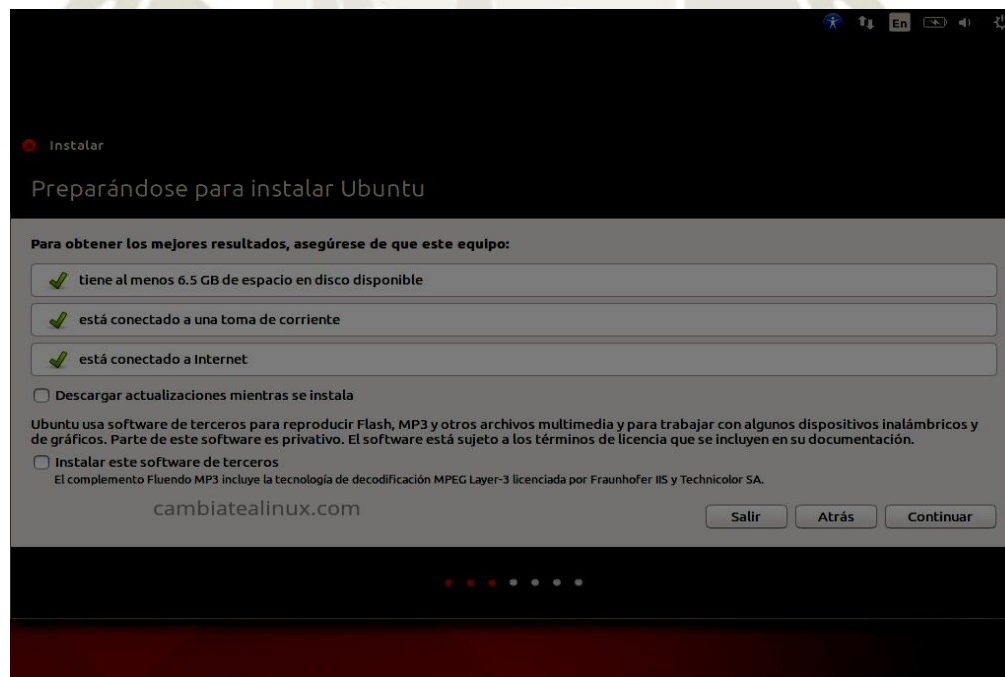 En
Instalar
Preparándose para instalar Ubuntu
Para obtener los mejores resultados, asegúrese de que este equipo:
tiene al menos 6.5 GB de espacio en disco disponible
está conectado a una toma de corriente
está conectado a Internet
Descargar actualizaciones mientras se instala
Ubuntu usa software de terceros para reproducir Flash, MP3 y otros archivos multimedia y para trabajar con algunos dispositivos inalámbricos y
de gráficos. Parte de este software es privativo. El software está sujeto a los términos de licencia que se incluyen en su documentación.
Instalar este software de terceros
El complemento Fluendo MP3 incluye la tecnología de decodificación MPEG Layer-3 licenciada por Fraunhofer IIS y Technicolor SA.
cambiatealinux.com
Salir Atrás Continuar